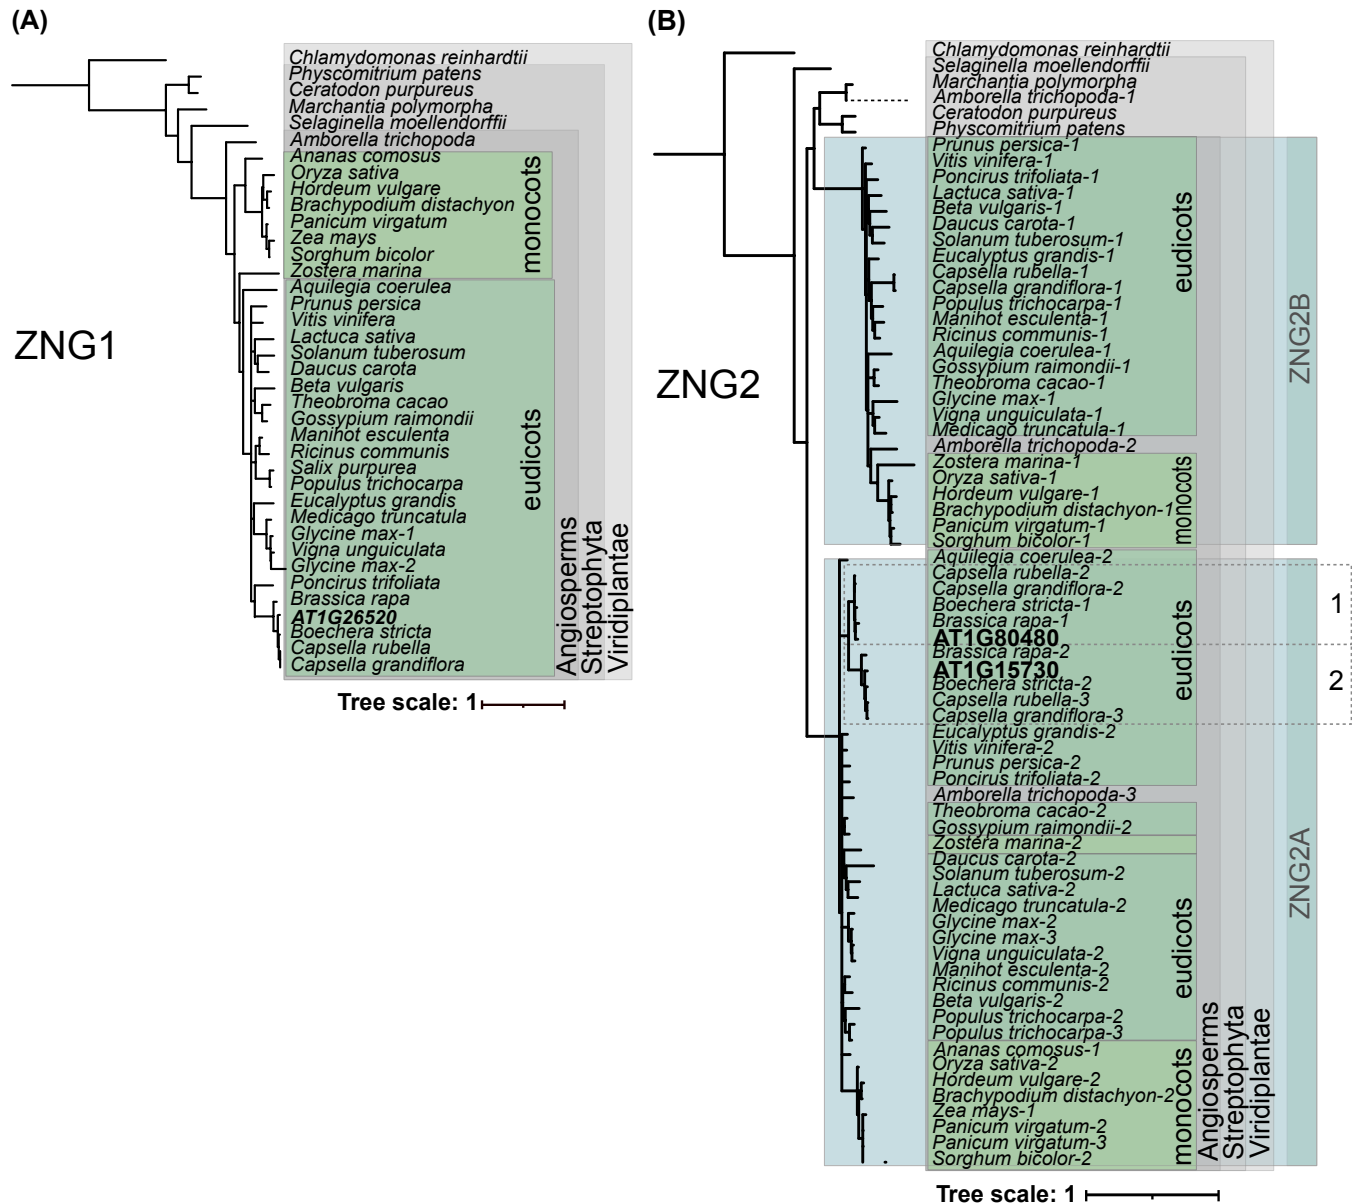 (A)
Chlamydomonas reinhardtii
Physcomitrium patens
Ceratodon purpureus
Marchantia polymorpha
Selaginella moellendorffii
Amborella trichopoda
Ananas comosus
Oryza sativa
Hordeum vulgare
Brachypodium distachyon
Panicum virgatum
Zea mays
Sorghum bicolor
Zostera marina
monocots
Aquilegia coerulea
Prunus persica
Vitis vinifera
Lactuca sativa
Solanum tuberosum
Daucus carota
Beta vulgaris
Theobroma cacao
Gossypium raimondii
Manihot esculenta
Ricinus communis
Salix purpurea
Populus trichocarpa
Eucalyptus grandis
Medicago truncatula
Glycine max-1
Vigna unguiculata
Glycine max-2
Poncirus trifoliata
Brassica rapa
AT1G26520
Boechera stricta
Capsella rubella
Capsella grandiflora
eudicots
Angiosperms
Streptophyta
Viridiplantae
ZNG1
Tree scale: 1
(B)
Chlamydomonas reinhardtii
Selaginella moellendorffii
Marchantia polymorpha
Amborella trichopoda-1
Ceratodon purpureus
Physcomitrium patens
Prunus persica-1
Vitis vinifera-1
Poncirus trifoliata-1
Lactuca sativa-1
Beta vulgaris-1
Daucus carota-1
Solanum tuberosum-1
Eucalyptus grandis-1
Capsella rubella-1
Capsella grandiflora-1
Populus trichocarpa-1
Manihot esculenta-1
Ricinus communis-1
Aquilegia coerulea-1
Gossypium raimondii-1
Theobroma cacao-1
Glycine max-1
Vigna unguiculata-1
Medicago truncatula-1
eudicots
Amborella trichopoda-2
Zostera marina-1
Oryza sativa-1
Hordeum vulgare-1
Brachypodium distachyon-1
Panicum virgatum-1
Sorghum bicolor-1
monocots
ZNG2B
ZNG2
Aquilegia coerulea-2
Capsella rubella-2
Capsella grandiflora-2
Boechera stricta-1
Brassica rapa-1
AT1G80480
1
Brassica rapa-2
AT1G15730
Boechera stricta-2
Capsella rubella-3
Capsella grandiflora-3
2
Eucalyptus grandis-2
Vitis vinifera-2
Prunus persica-2
Poncirus trifoliata-2
eudicots
Amborella trichopoda-3
Theobroma cacao-2
Gossypium raimondii-2
Zostera marina-2
Daucus carota-2
Solanum tuberosum-2
Lactuca sativa-2
Medicago truncatula-2
Glycine max-2
Glycine max-3
Vigna unguiculata-2
Manihot esculenta-2
Ricinus communis-2
Beta vulgaris-2
Populus trichocarpa-2
Populus trichocarpa-3
eudicots
Ananas comosus-1
Oryza sativa-2
Hordeum vulgare-2
Brachypodium distachyon-2
Zea mays-1
Panicum virgatum-2
Panicum virgatum-3
Sorghum bicolor-2
monocots
Angiosperms
Streptophyta
Viridiplantae
ZNG2A
Tree scale: 1